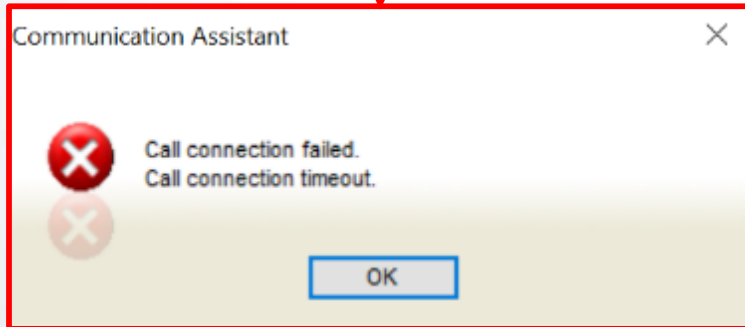 Communication Assistant
Call connection failed.
Call connection timeout.
OK